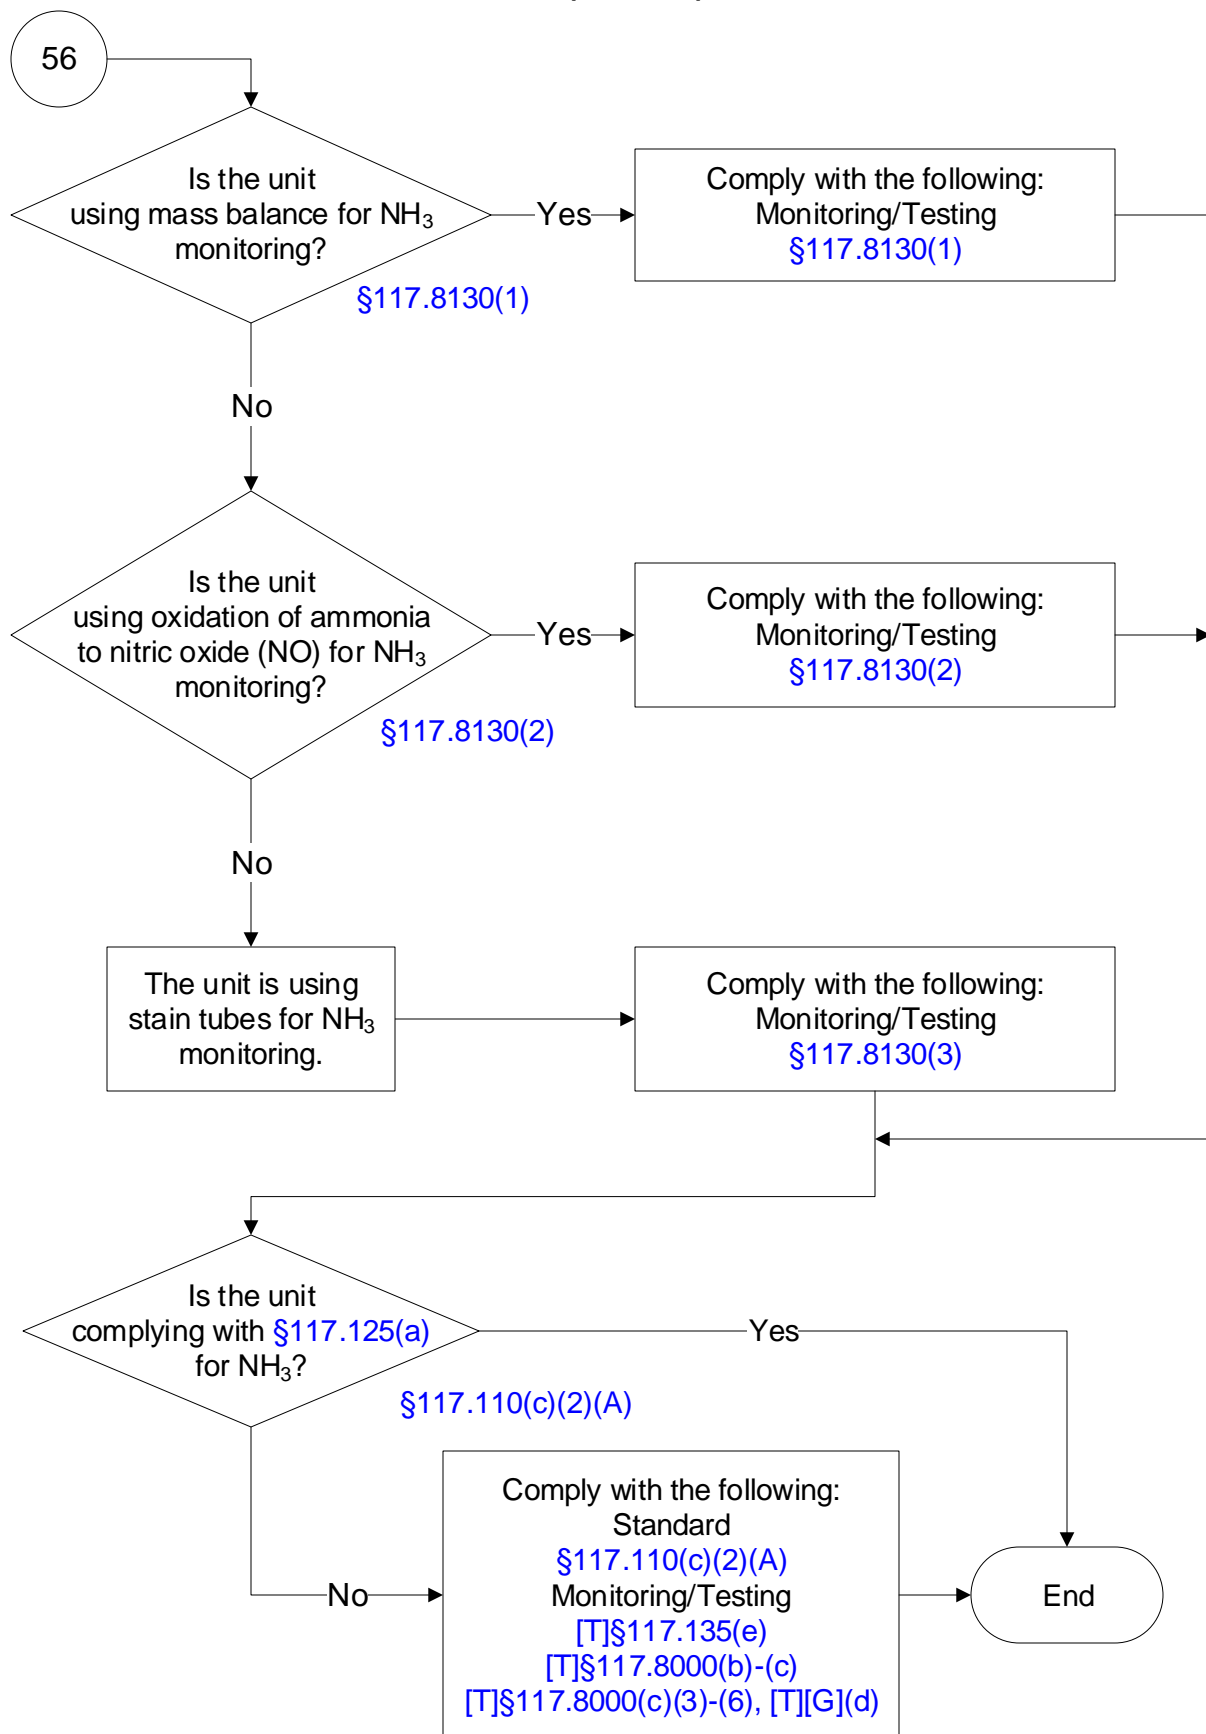 56
Is the unit
using mass balance for NH₃
monitoring?
§117.8130(1)
Yes
Comply with the following:
Monitoring/Testing
§117.8130(1)
No
Is the unit
using oxidation of ammonia
to nitric oxide (NO) for NH₃
monitoring?
§117.8130(2)
Yes
Comply with the following:
Monitoring/Testing
§117.8130(2)
No
The unit is using
stain tubes for NH₃
monitoring.
Comply with the following:
Monitoring/Testing
§117.8130(3)
Is the unit
complying with §117.125(a)
for NH₃?
§117.110(c)(2)(A)
Yes
No
Comply with the following:
Standard
§117.110(c)(2)(A)
Monitoring/Testing
[T]§117.135(e)
[T]§117.8000(b)-(c)
[T]§117.8000(c)(3)-(6), [T][G](d)
End